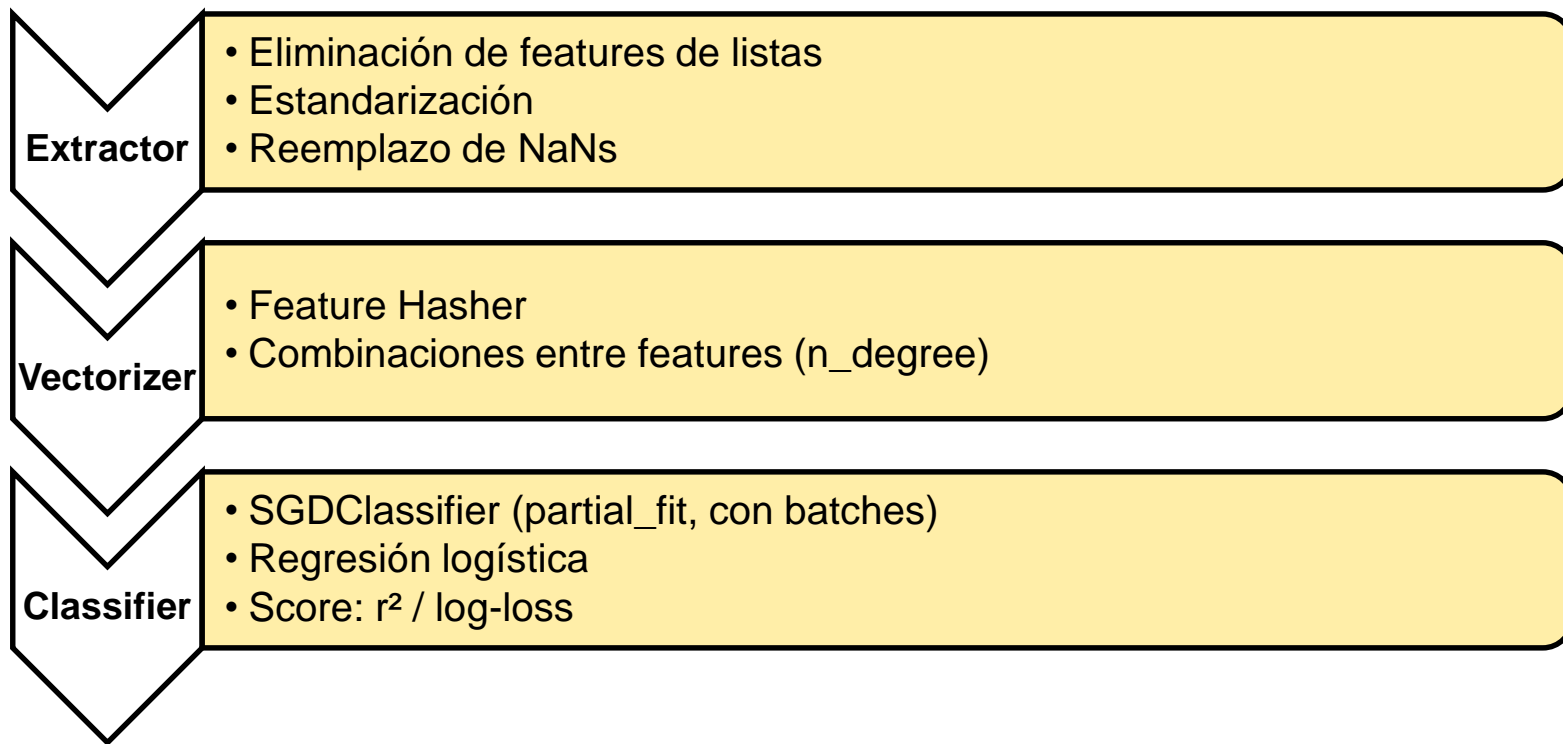 Extractor
• Eliminación de features de listas
• Estandarización
• Reemplazo de NaNs
Vectorizer
• Feature Hasher
• Combinaciones entre features (n_degree)
Classifier
• SGDClassifier (partial_fit, con batches)
• Regresión logística
• Score: r² / log-loss